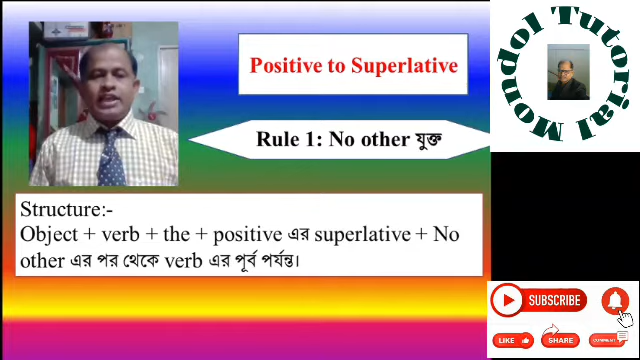 Positive to Superlative
Rule 1: No other যুক্ত
Structure:-
Object + verb + the + positive এর superlative + No
other এর পর থেকে verb এর পূর্ব পর্যন্ত।
Mondol Tutorial
SUBSCRIBE
LIKE
SHARE
COMMENT